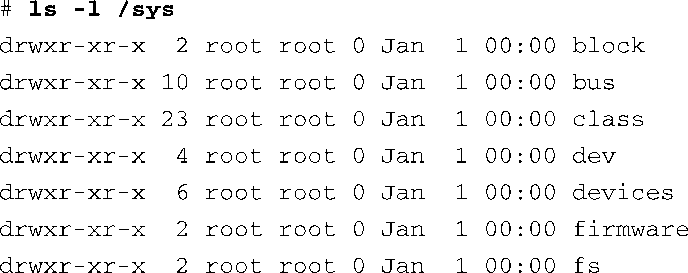 # ls -l /sys
drwxr-xr-x  2 root root 0 Jan  1 00:00 block
drwxr-xr-x 10 root root 0 Jan  1 00:00 bus
drwxr-xr-x 23 root root 0 Jan  1 00:00 class
drwxr-xr-x  4 root root 0 Jan  1 00:00 dev
drwxr-xr-x  6 root root 0 Jan  1 00:00 devices
drwxr-xr-x  2 root root 0 Jan  1 00:00 firmware
drwxr-xr-x  2 root root 0 Jan  1 00:00 fs